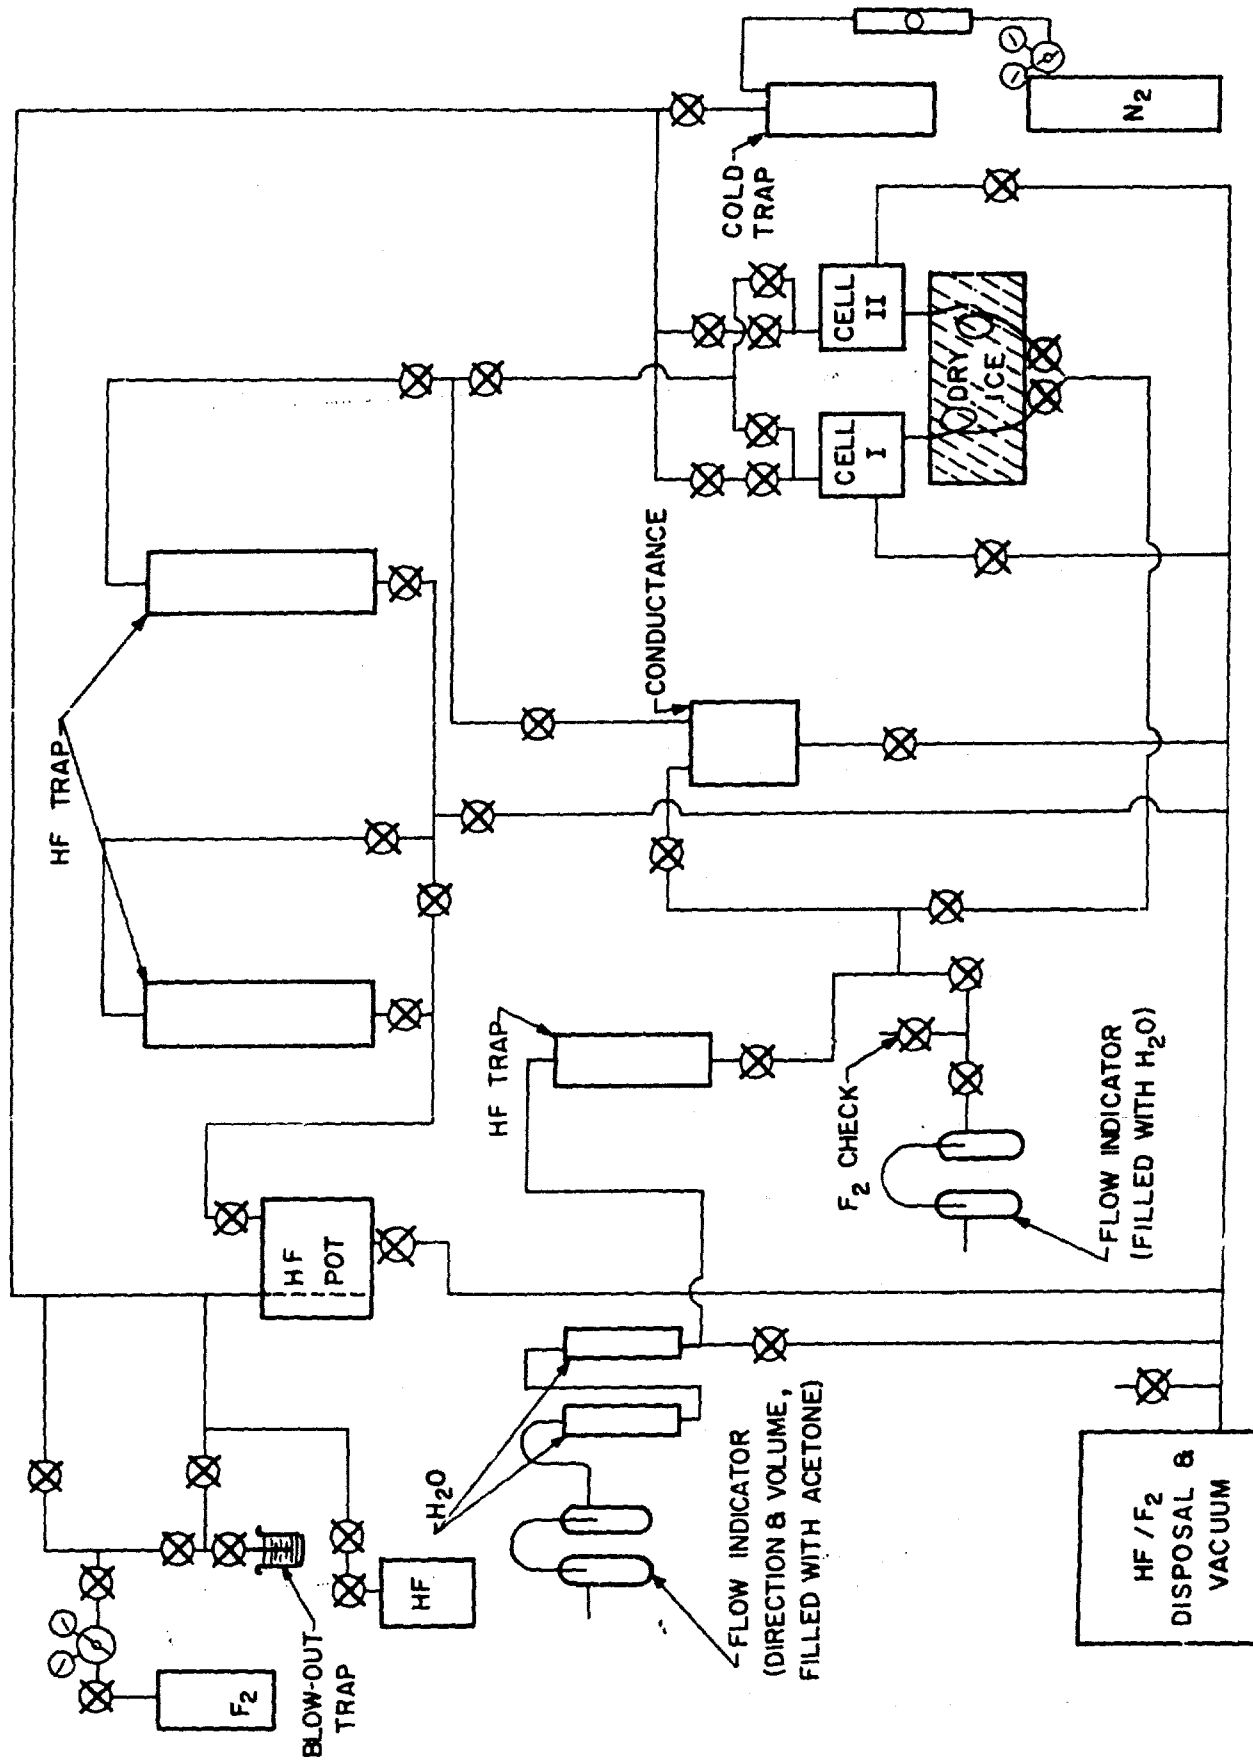 HF TRAP
F₂
BLOW-OUT
TRAP
HF
HF
POT
H₂O
FLOW INDICATOR
(DIRECTION & VOLUME,
FILLED WITH ACETONE)
HF TRAP
F₂ CHECK
FLOW INDICATOR
(FILLED WITH H₂O)
CONDUCTANCE
CELL
I
CELL
II
DRY
ICE
COLD
TRAP
N₂
HF/F₂
DISPOSAL &
VACUUM